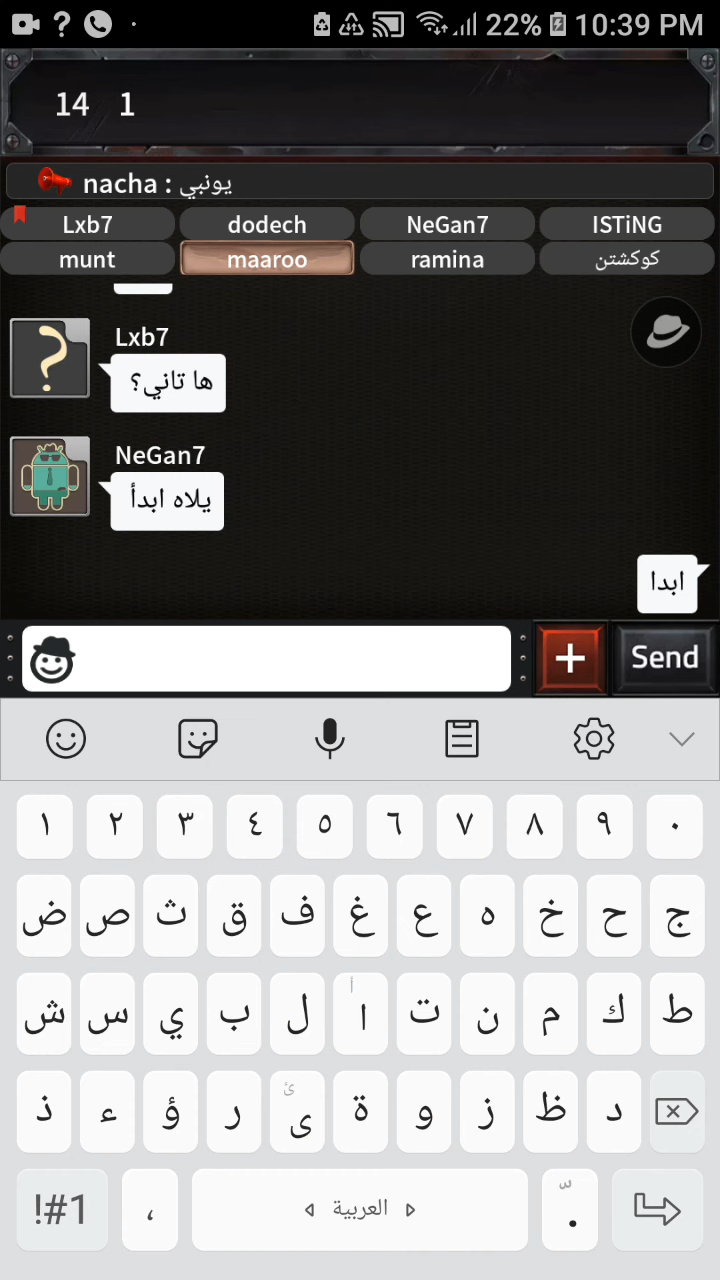 22% 10:39 PM
14 1
nacha : يونبي
Lxb7 dodech NeGan7 ISTiNG
munt maaroo ramina كوكشتن
Lxb7
ها تاني؟
NeGan7
يلاه ابدأ
ابدا
+ Send
١ ٢ ٣ ٤ ٥ ٦ ٧ ٨ ٩ ٠
ض ص ث ق ف غ ع ه خ ح ج
ش س ي ب ل ا أ ت ن م ك ط
ذ ء ؤ ر ى ئ ة و ز ظ د
!#1 ، العربية . ّ